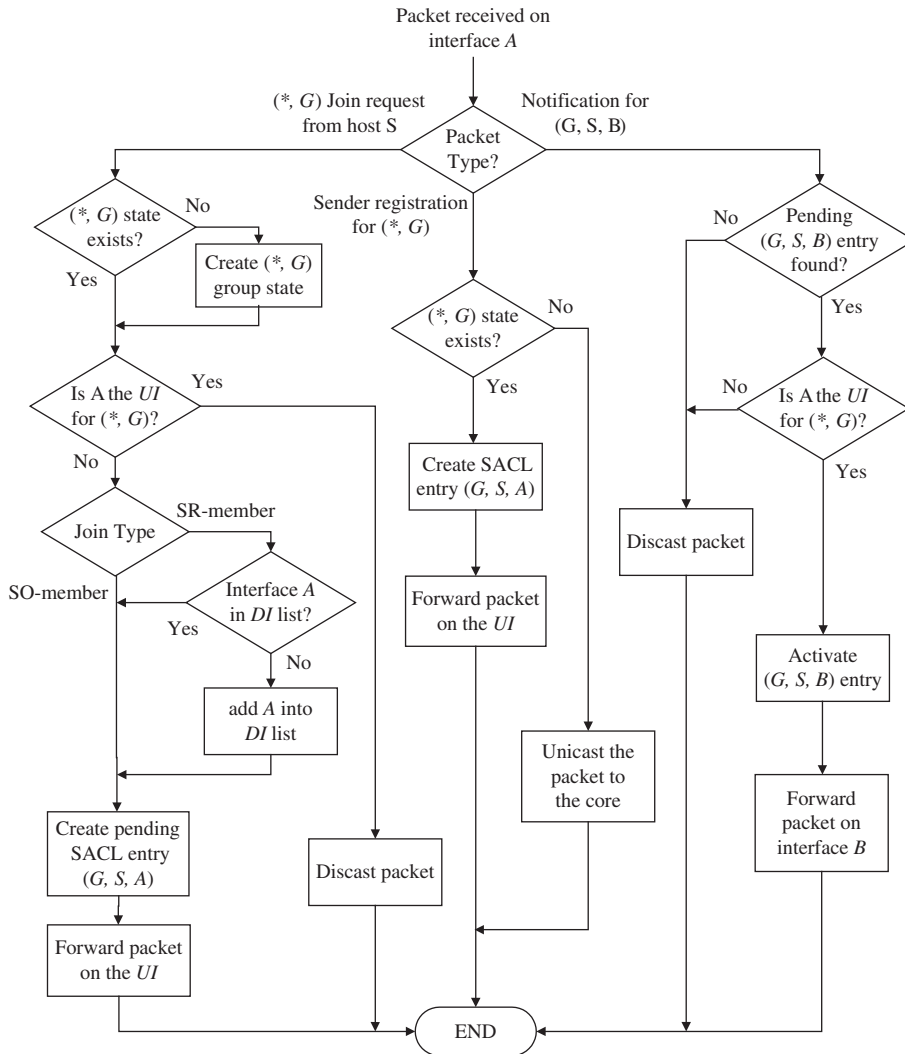 Packet received on
interface A
(*, G) Join request
from host S
Notification for
(G, S, B)
Packet
Type?
Sender registration
for (*, G)
(*, G) state
exists?
No
Yes
Create (*, G)
group state
Is A the UI
for (*, G)?
Yes
No
Join Type
SR-member
SO-member
Interface A
in DI list?
Yes
No
add A into
DI list
Create pending
SACL entry
(G, S, A)
Forward packet
on the UI
Discast packet
(*, G) state
exists?
No
Yes
Create SACL
entry (G, S, A)
Forward packet
on the UI
Unicast the
packet to
the core
Pending
(G, S, B) entry
found?
No
Yes
Is A the UI
for (*, G)?
No
Yes
Discast packet
Activate
(G, S, B) entry
Forward
packet on
interface B
END